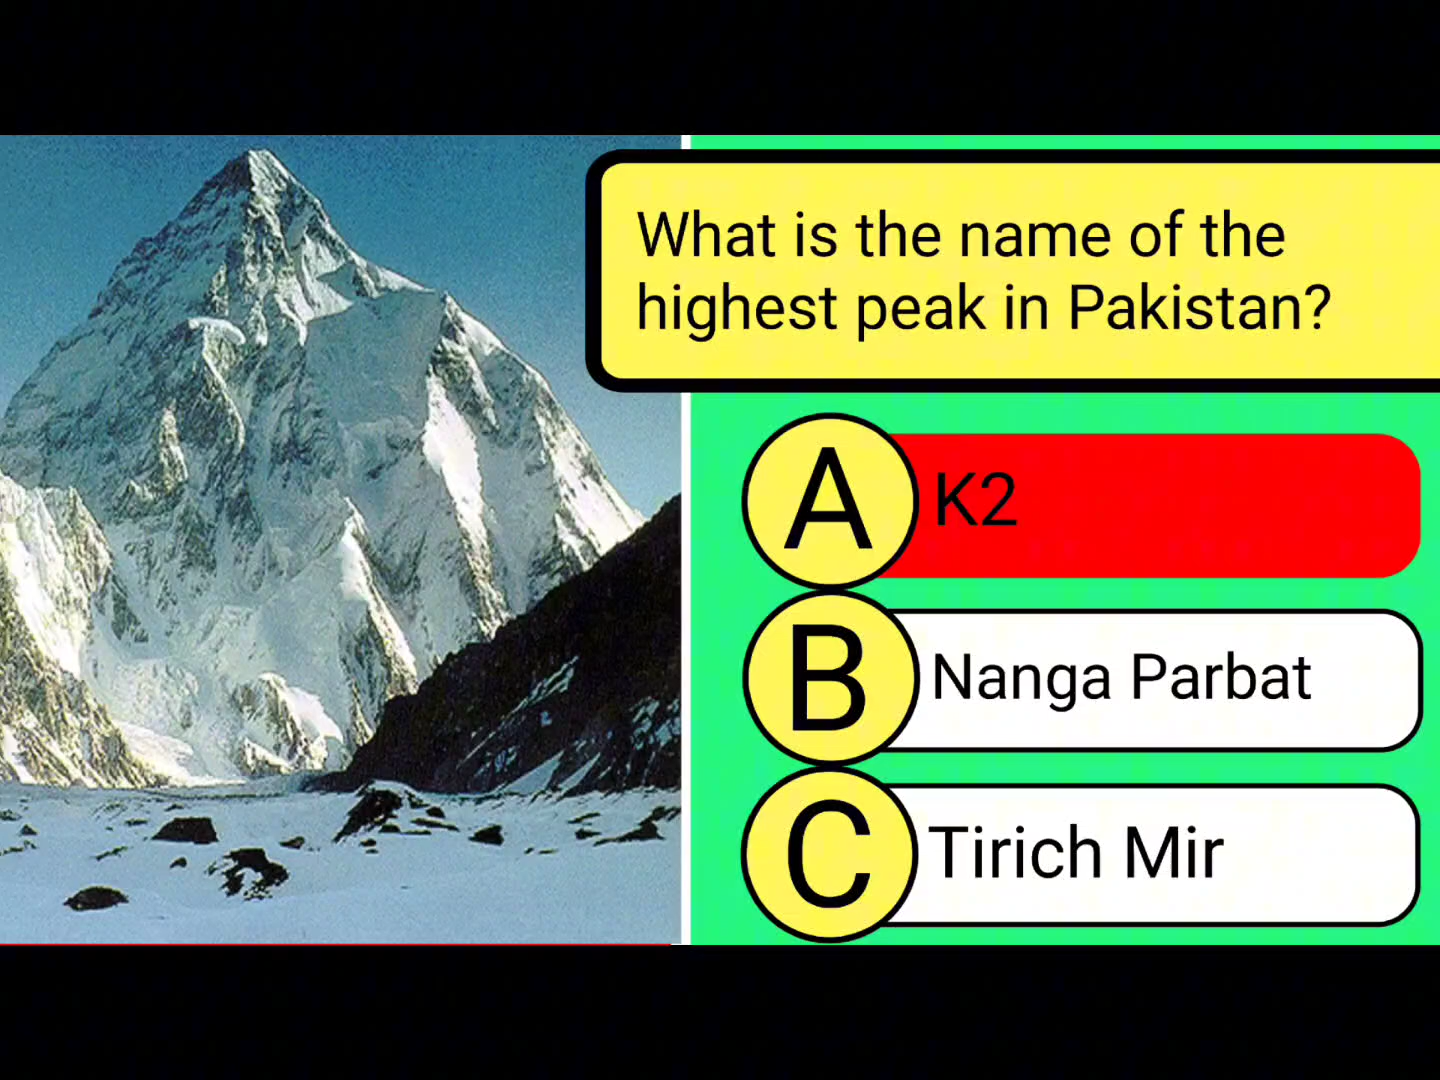 What is the name of the
highest peak in Pakistan?
A K2
B Nanga Parbat
C Tirich Mir